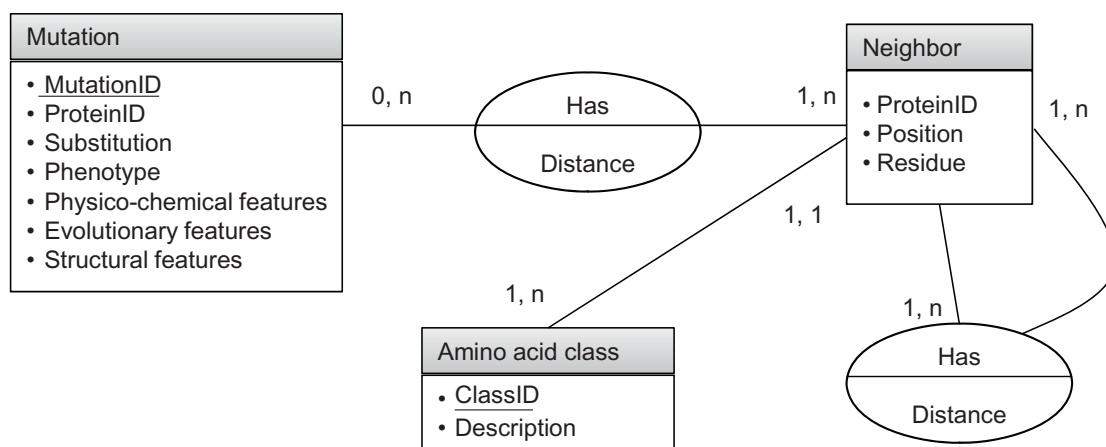 Mutation
• MutationID
• ProteinID
• Substitution
• Phenotype
• Physico-chemical features
• Evolutionary features
• Structural features
0, n
Has
Distance
1, n
Neighbor
• ProteinID
• Position
• Residue
1, n
1, 1
1, n
Amino acid class
• ClassID
• Description
1, n
Has
Distance